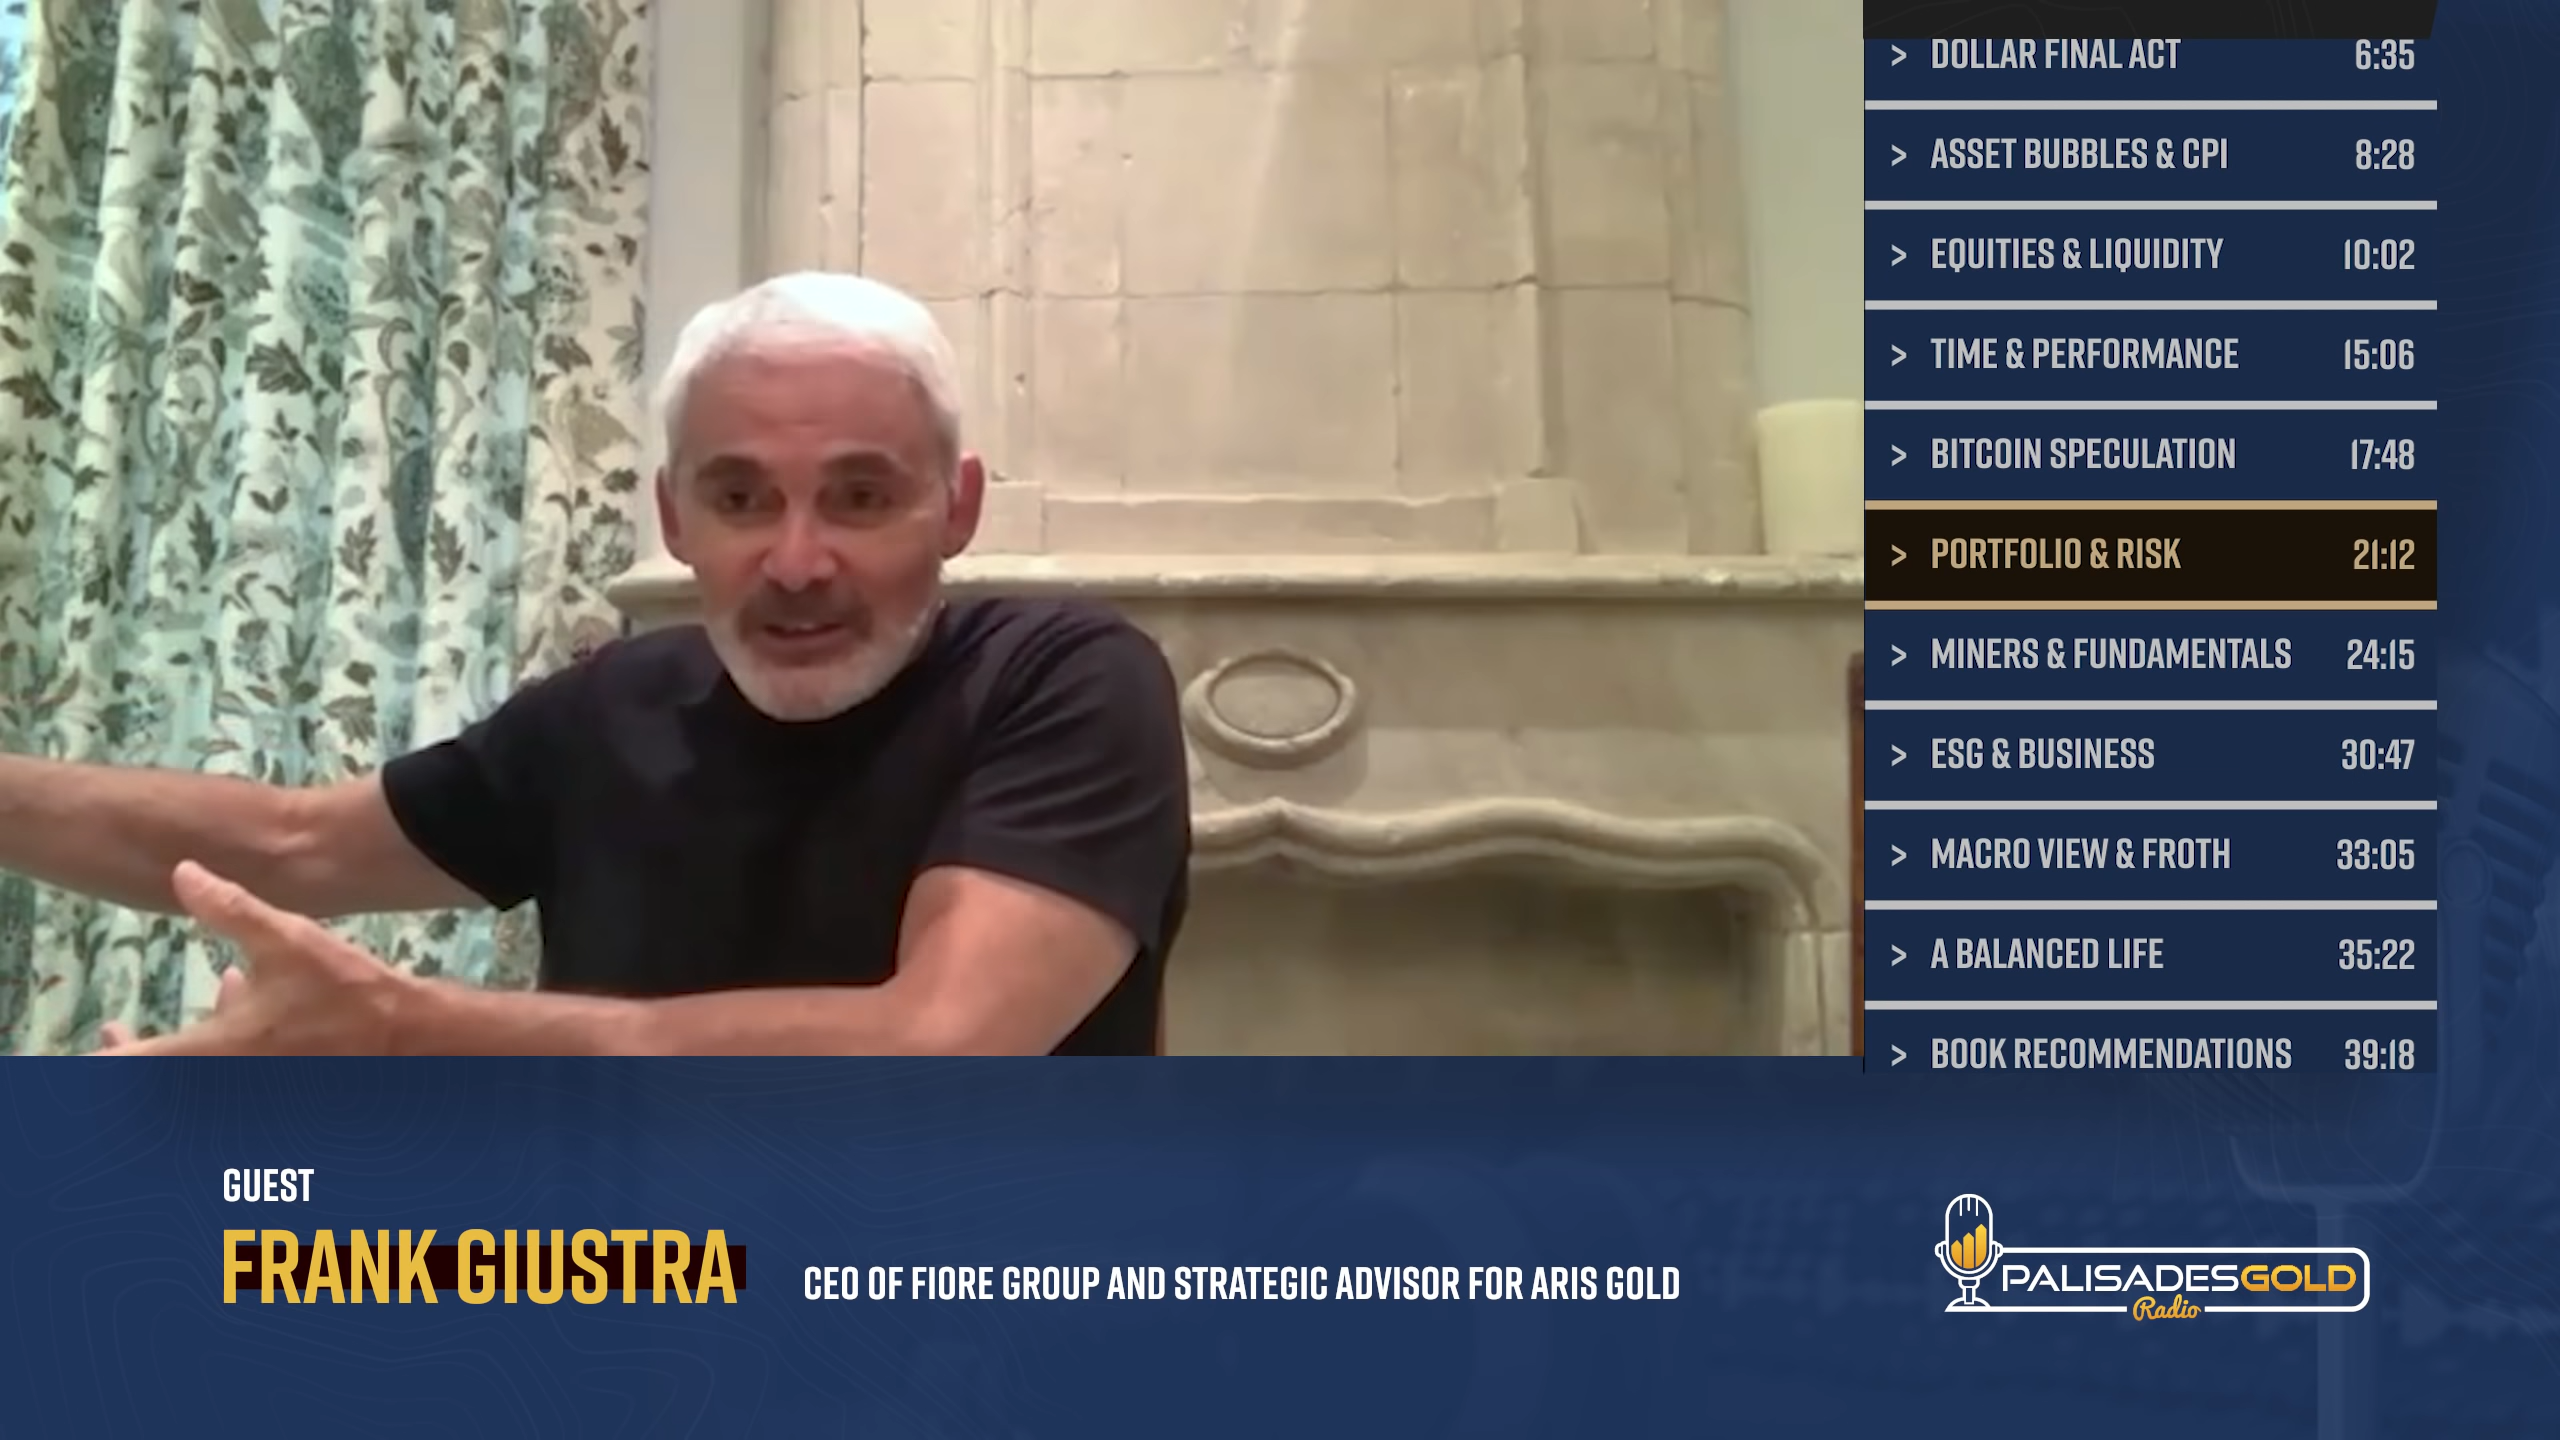 > DOLLAR FINAL ACT 6:35
> ASSET BUBBLES & CPI 8:28
> EQUITIES & LIQUIDITY 10:02
> TIME & PERFORMANCE 15:06
> BITCOIN SPECULATION 17:48
> PORTFOLIO & RISK 21:12
> MINERS & FUNDAMENTALS 24:15
> ESG & BUSINESS 30:47
> MACRO VIEW & FROTH 33:05
> A BALANCED LIFE 35:22
> BOOK RECOMMENDATIONS 39:18
GUEST
FRANK GIUSTRA
CEO OF FIORE GROUP AND STRATEGIC ADVISOR FOR ARIS GOLD
PALISADESGOLD
Radio